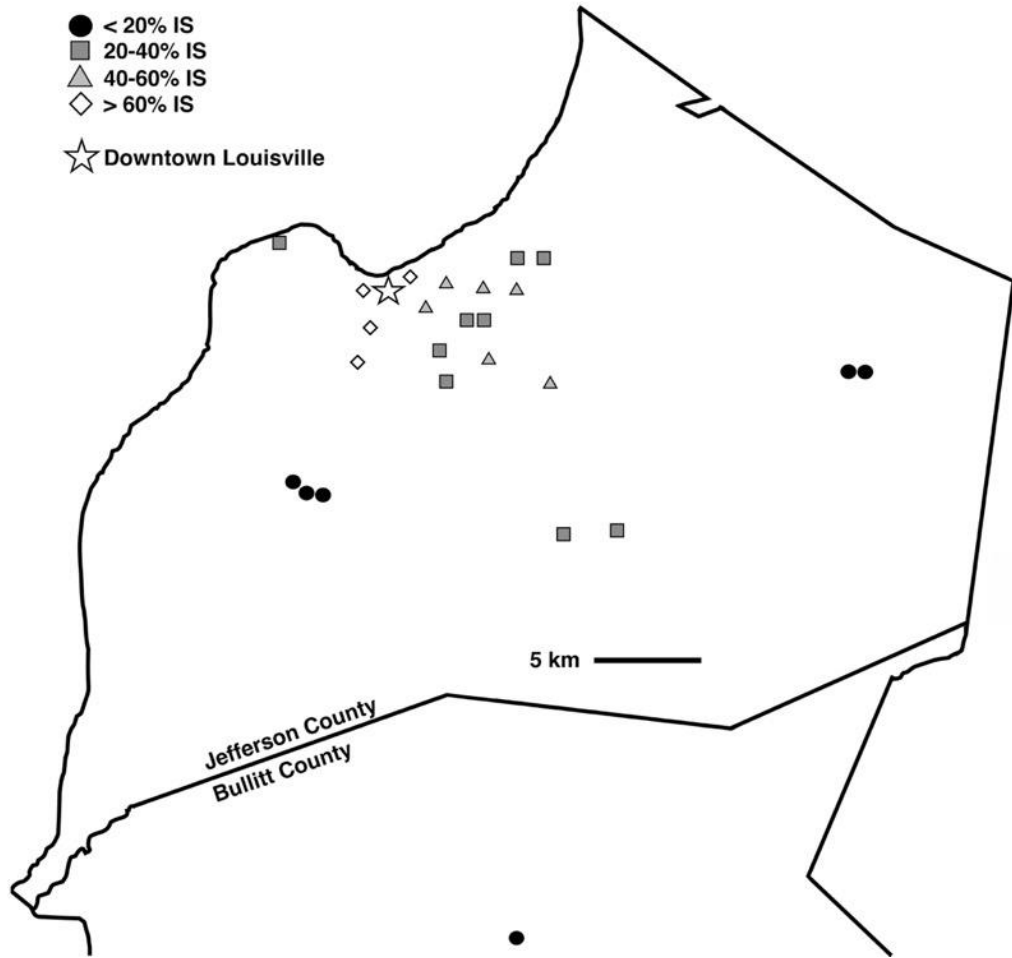 < 20% IS
20-40% IS
40-60% IS
> 60% IS
Downtown Louisville
5 km
Jefferson County
Bullitt County